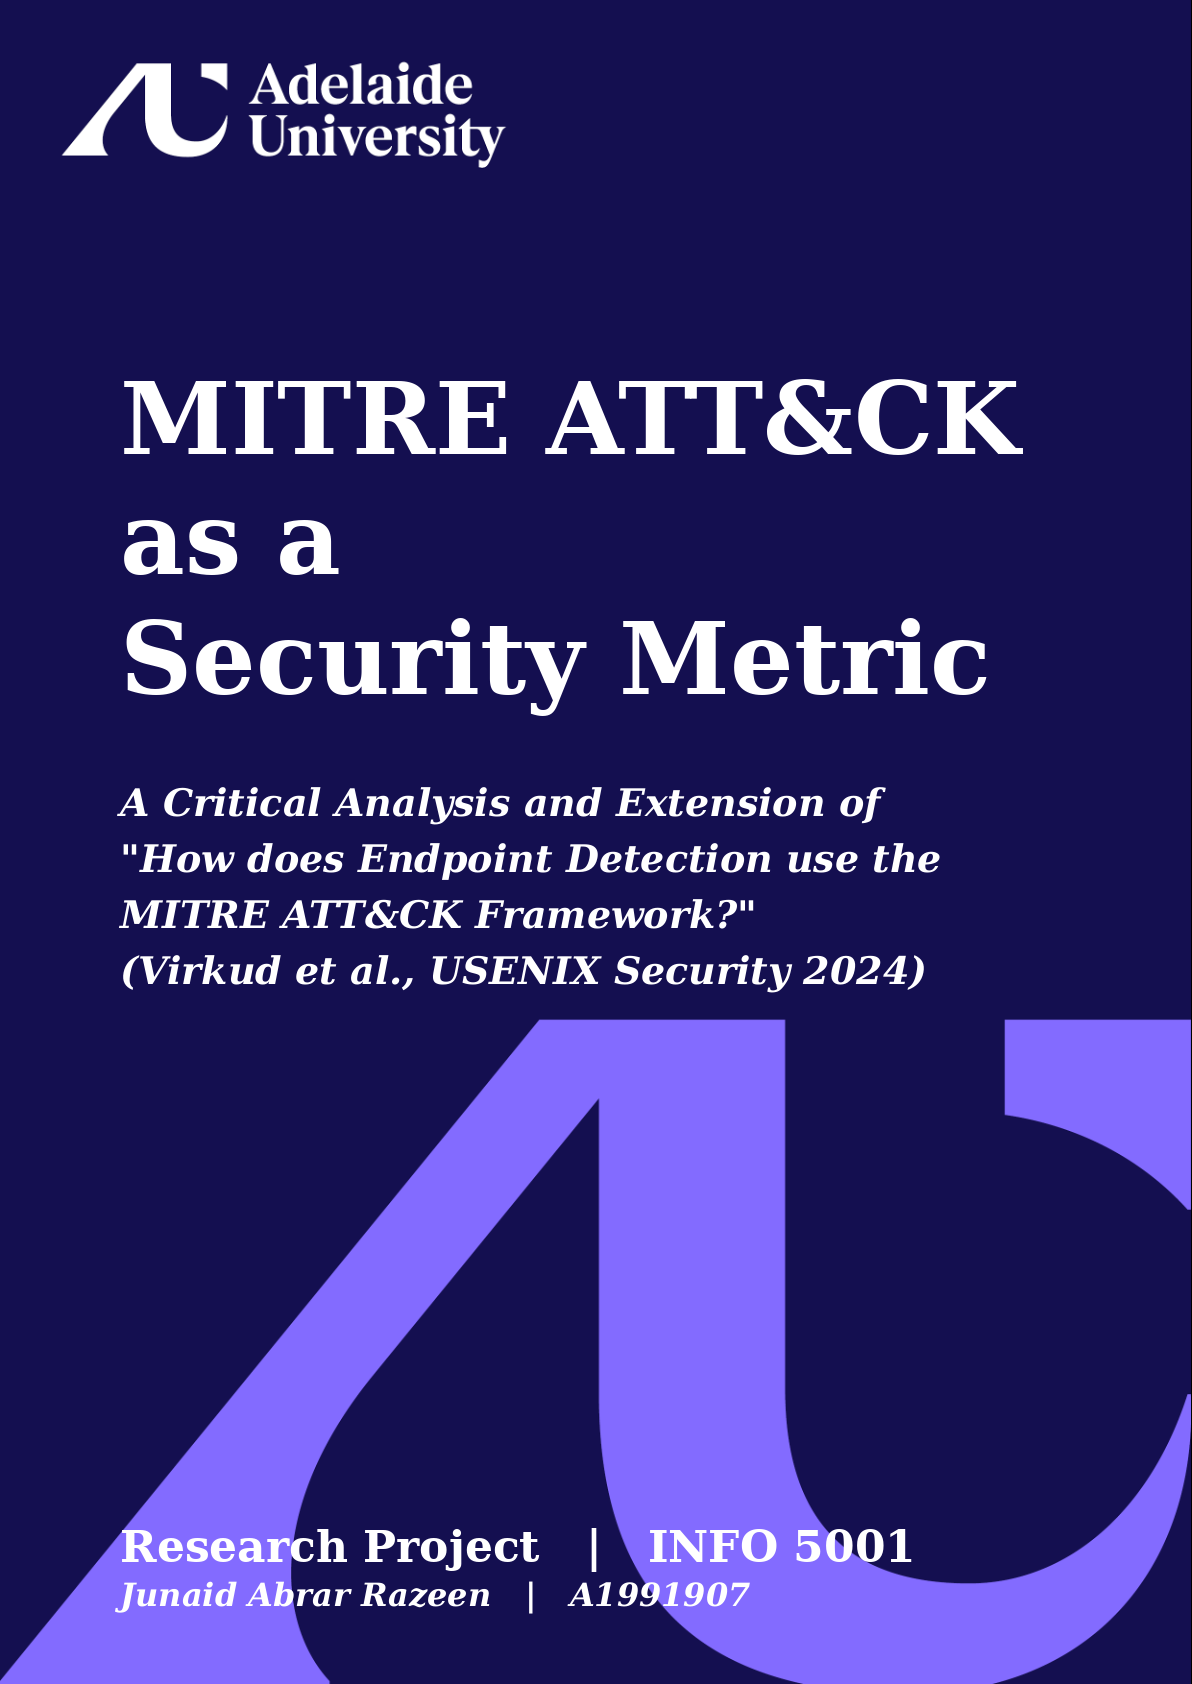 Adelaide
University
MITRE ATT&CK
as a
Security Metric
A Critical Analysis and Extension of
"How does Endpoint Detection use the
MITRE ATT&CK Framework?"
(Virkud et al., USENIX Security 2024)
Research Project | INFO 5001
Junaid Abrar Razeen | A1991907